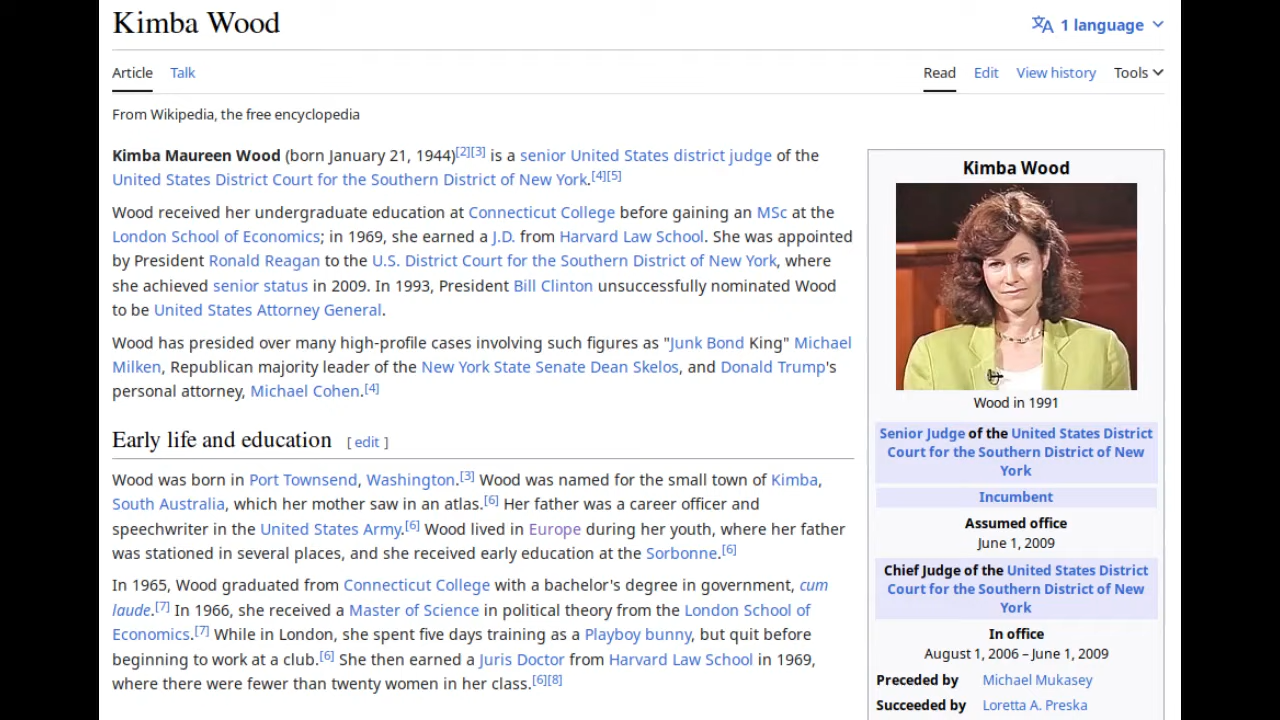 Kimba Wood
1 language
Article Talk
Read Edit View history Tools
From Wikipedia, the free encyclopedia
Kimba Maureen Wood (born January 21, 1944)[2][3] is a senior United States district judge of the
United States District Court for the Southern District of New York.[4][5]
Wood received her undergraduate education at Connecticut College before gaining an MSc at the
London School of Economics; in 1969, she earned a J.D. from Harvard Law School. She was appointed
by President Ronald Reagan to the U.S. District Court for the Southern District of New York, where
she achieved senior status in 2009. In 1993, President Bill Clinton unsuccessfully nominated Wood
to be United States Attorney General.
Wood has presided over many high-profile cases involving such figures as "Junk Bond King" Michael
Milken, Republican majority leader of the New York State Senate Dean Skelos, and Donald Trump's
personal attorney, Michael Cohen.[4]
Early life and education [ edit ]
Wood was born in Port Townsend, Washington.[3] Wood was named for the small town of Kimba,
South Australia, which her mother saw in an atlas.[6] Her father was a career officer and
speechwriter in the United States Army.[6] Wood lived in Europe during her youth, where her father
was stationed in several places, and she received early education at the Sorbonne.[6]
In 1965, Wood graduated from Connecticut College with a bachelor's degree in government, cum
laude.[7] In 1966, she received a Master of Science in political theory from the London School of
Economics.[7] While in London, she spent five days training as a Playboy bunny, but quit before
beginning to work at a club.[6] She then earned a Juris Doctor from Harvard Law School in 1969,
where there were fewer than twenty women in her class.[6][8]
Kimba Wood
Wood in 1991
Senior Judge of the United States District
Court for the Southern District of New
York
Incumbent
Assumed office
June 1, 2009
Chief Judge of the United States District
Court for the Southern District of New
York
In office
August 1, 2006 – June 1, 2009
Preceded by Michael Mukasey
Succeeded by Loretta A. Preska